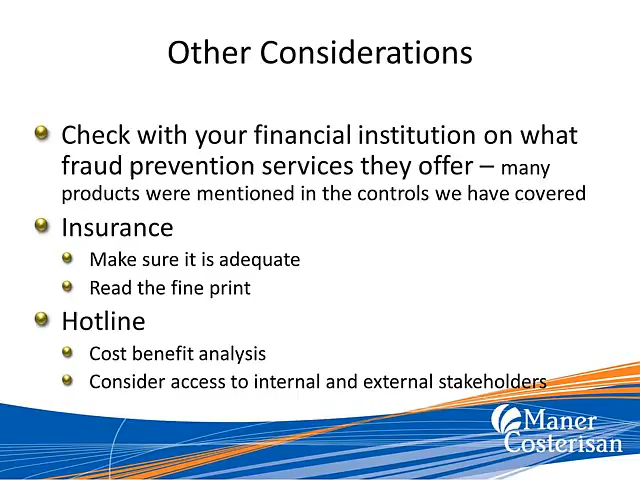 Other Considerations
Check with your financial institution on what
fraud prevention services they offer – many
products were mentioned in the controls we have covered
Insurance
Make sure it is adequate
Read the fine print
Hotline
Cost benefit analysis
Consider access to internal and external stakeholders
Maner
Costerisan